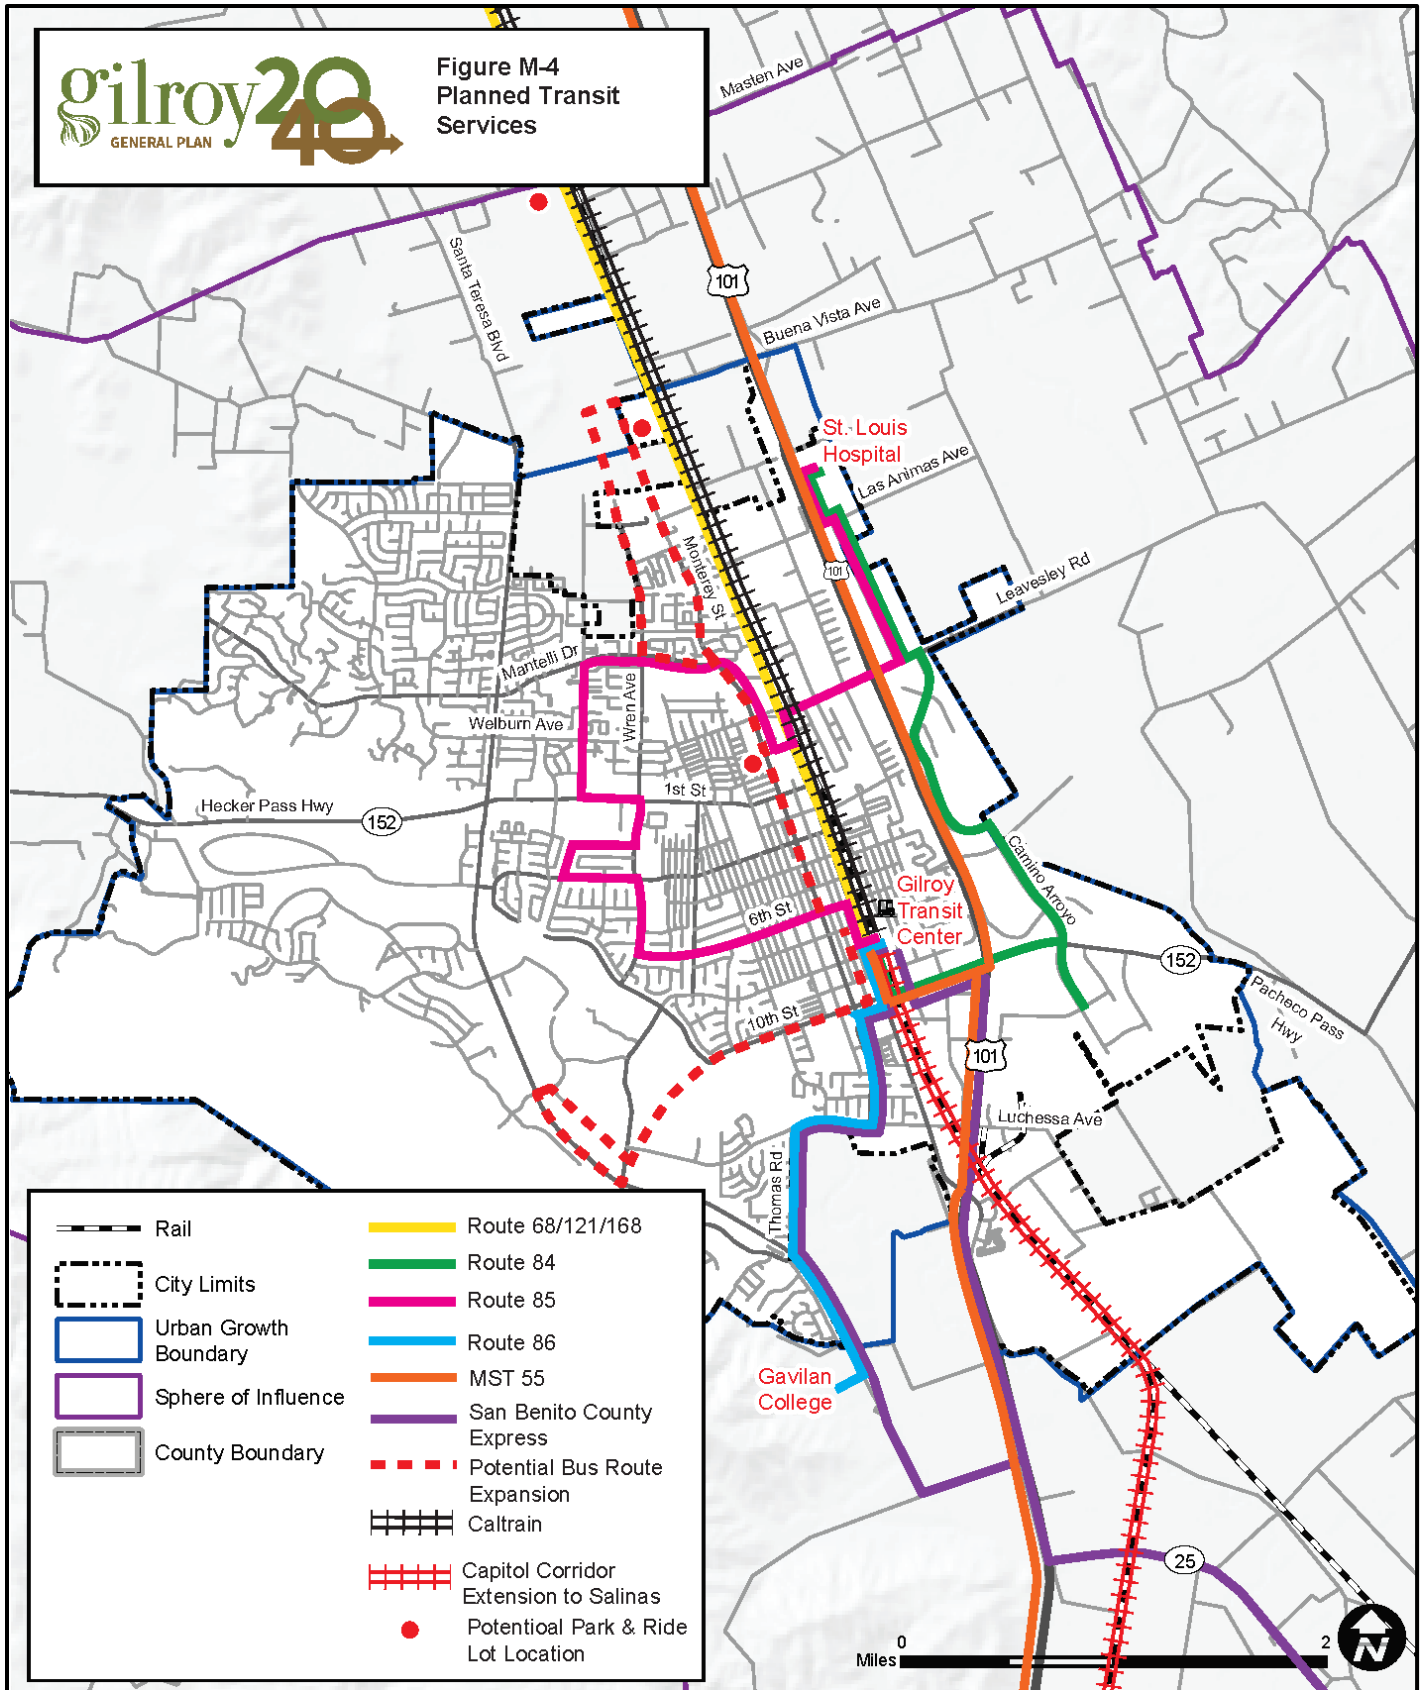 gilroy2040
GENERAL PLAN
Figure M-4
Planned Transit
Services
Masten Ave
Santa Teresa Blvd
101
Buena Vista Ave
St. Louis
Hospital
Las Animas Ave
Monterey St
101
Leavesley Rd
Mantelli Dr
Wren Ave
Welburn Ave
1st St
Hecker Pass Hwy
152
Camino Arroyo
Gilroy
Transit
Center
6th St
152
Pacheco Pass
Hwy
10th St
101
Luchessa Ave
Thomas Rd
Gavilan
College
25
Rail
City Limits
Urban Growth
Boundary
Sphere of Influence
County Boundary
Route 68/121/168
Route 84
Route 85
Route 86
MST 55
San Benito County
Express
Potential Bus Route
Expansion
Caltrain
Capitol Corridor
Extension to Salinas
Potentioal Park & Ride
Lot Location
0 2
Miles
N